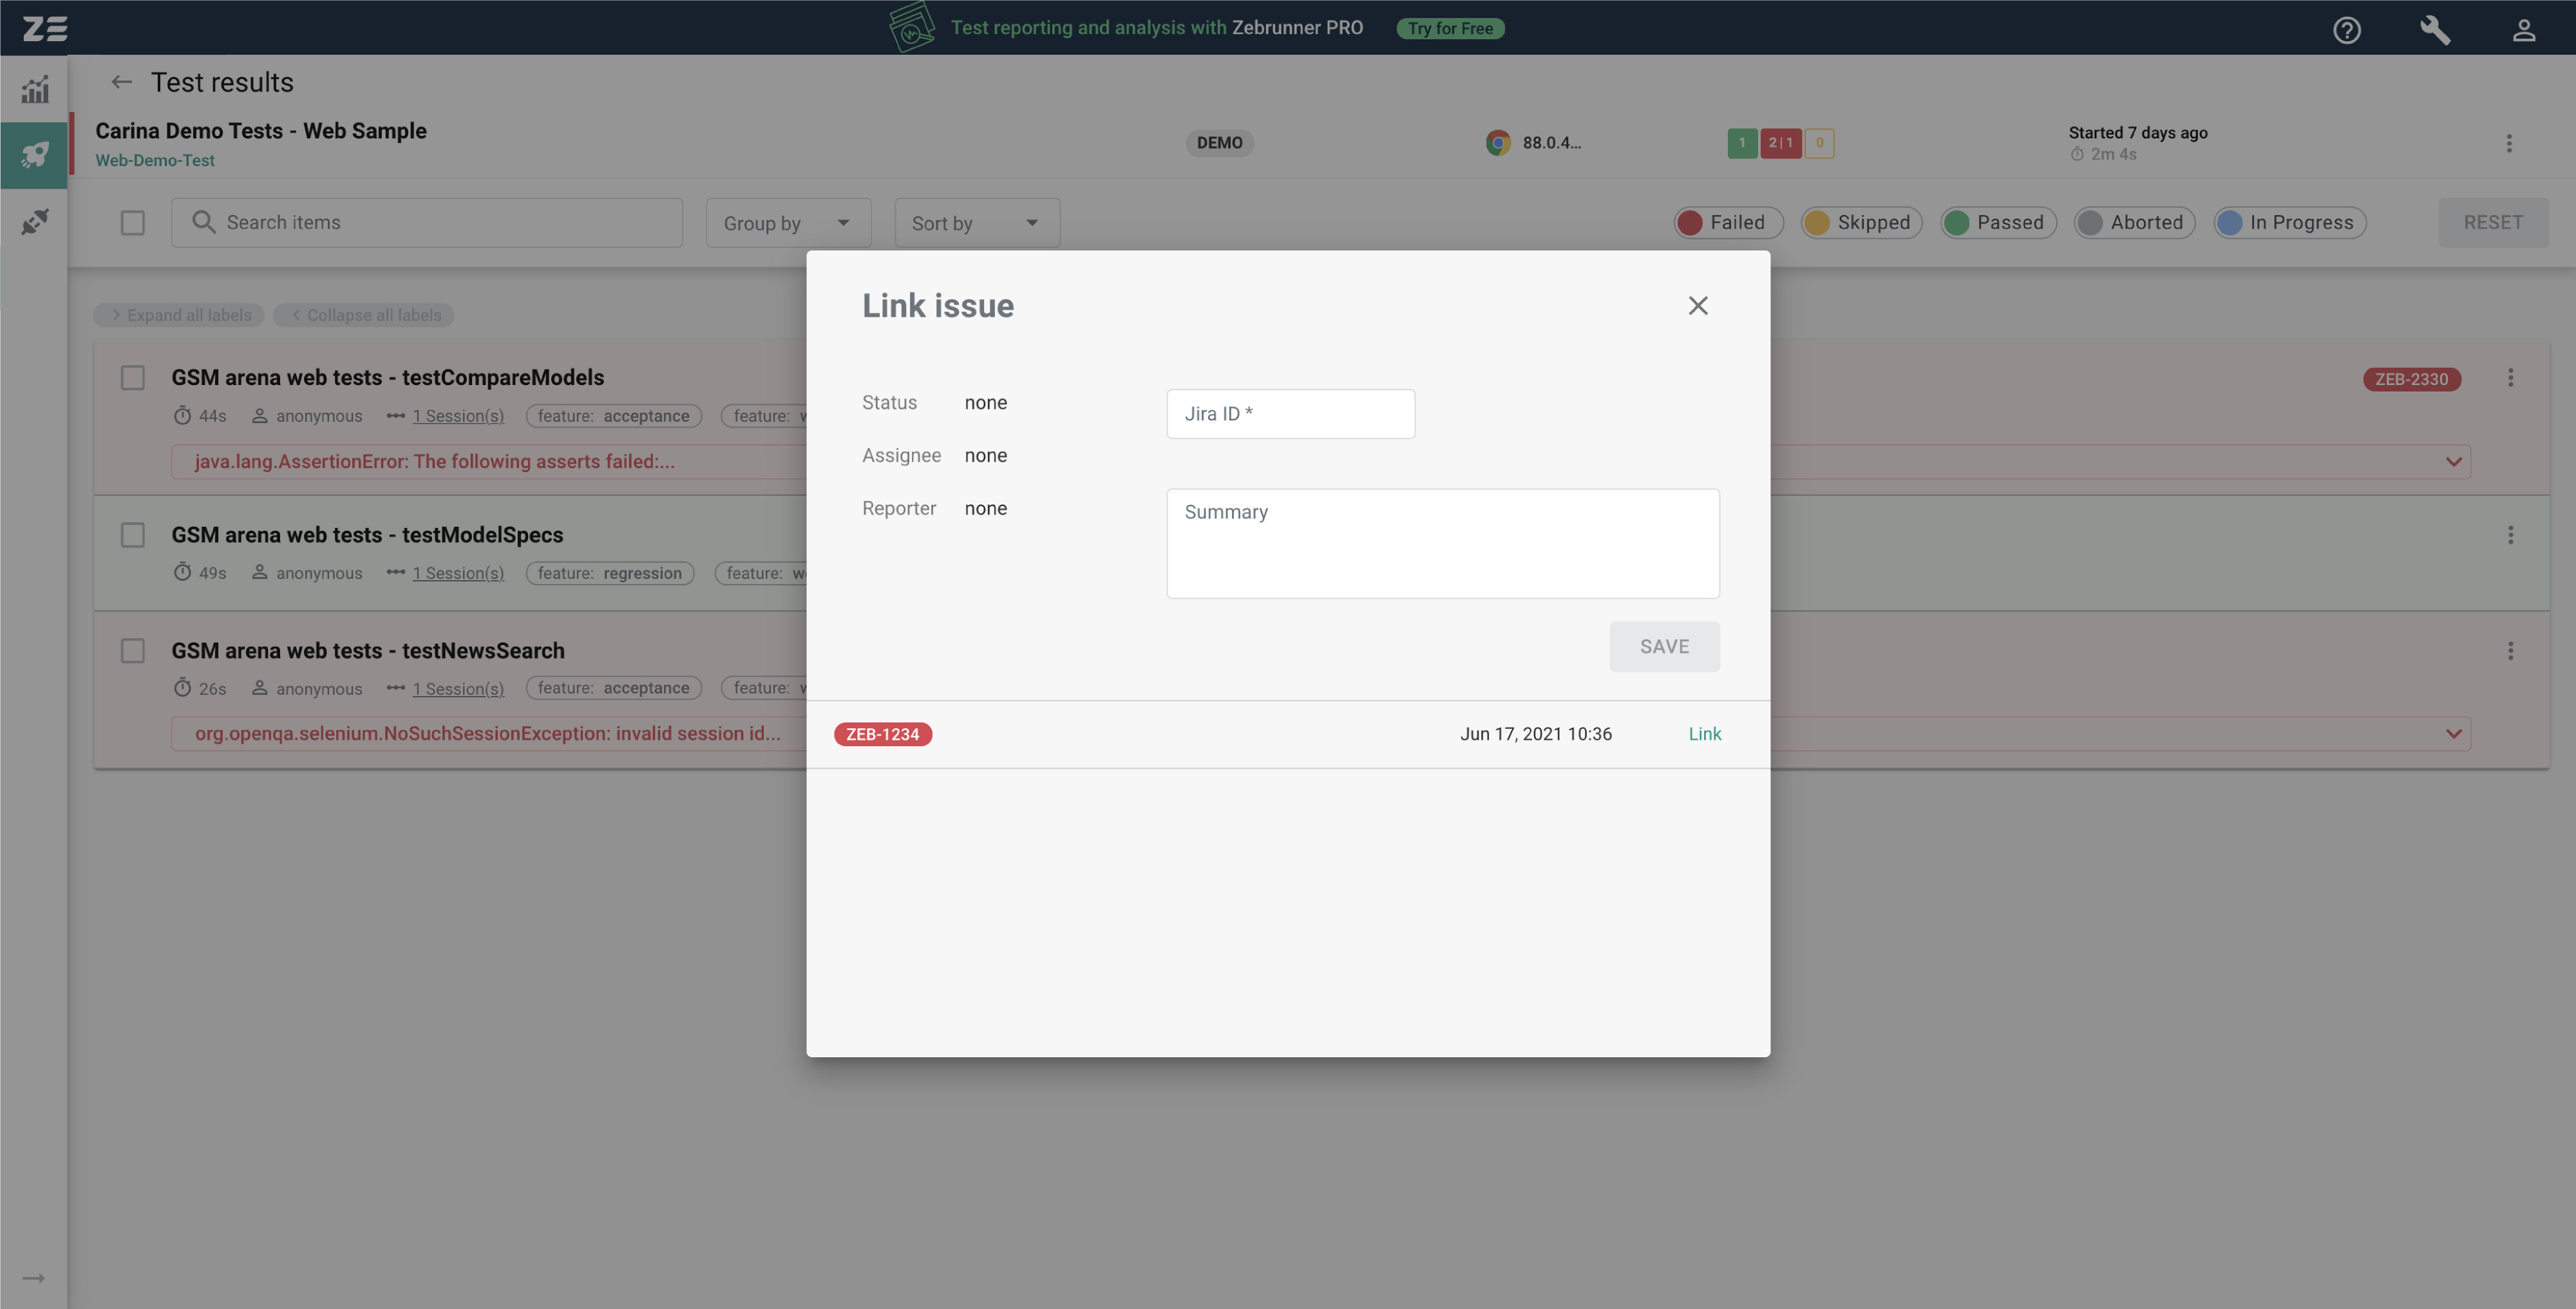 ZE
Test reporting and analysis with Zebrunner PRO Try for Free
Test results
Carina Demo Tests - Web Sample
Web-Demo-Test
DEMO
88.0.4...
1 2|1 0
Started 7 days ago
2m 4s
Search items
Group by
Sort by
Failed
Skipped
Passed
Aborted
In Progress
RESET
Expand all labels
Collapse all labels
GSM arena web tests - testCompareModels
ZEB-2330
44s anonymous 1 Session(s) feature: acceptance feature:
java.lang.AssertionError: The following asserts failed:...
GSM arena web tests - testModelSpecs
49s anonymous 1 Session(s) feature: regression feature:
GSM arena web tests - testNewsSearch
26s anonymous 1 Session(s) feature: acceptance feature:
org.openqa.selenium.NoSuchSessionException: invalid session id...
Link issue
Status none
Assignee none
Reporter none
Jira ID *
Summary
SAVE
ZEB-1234 Jun 17, 2021 10:36 Link